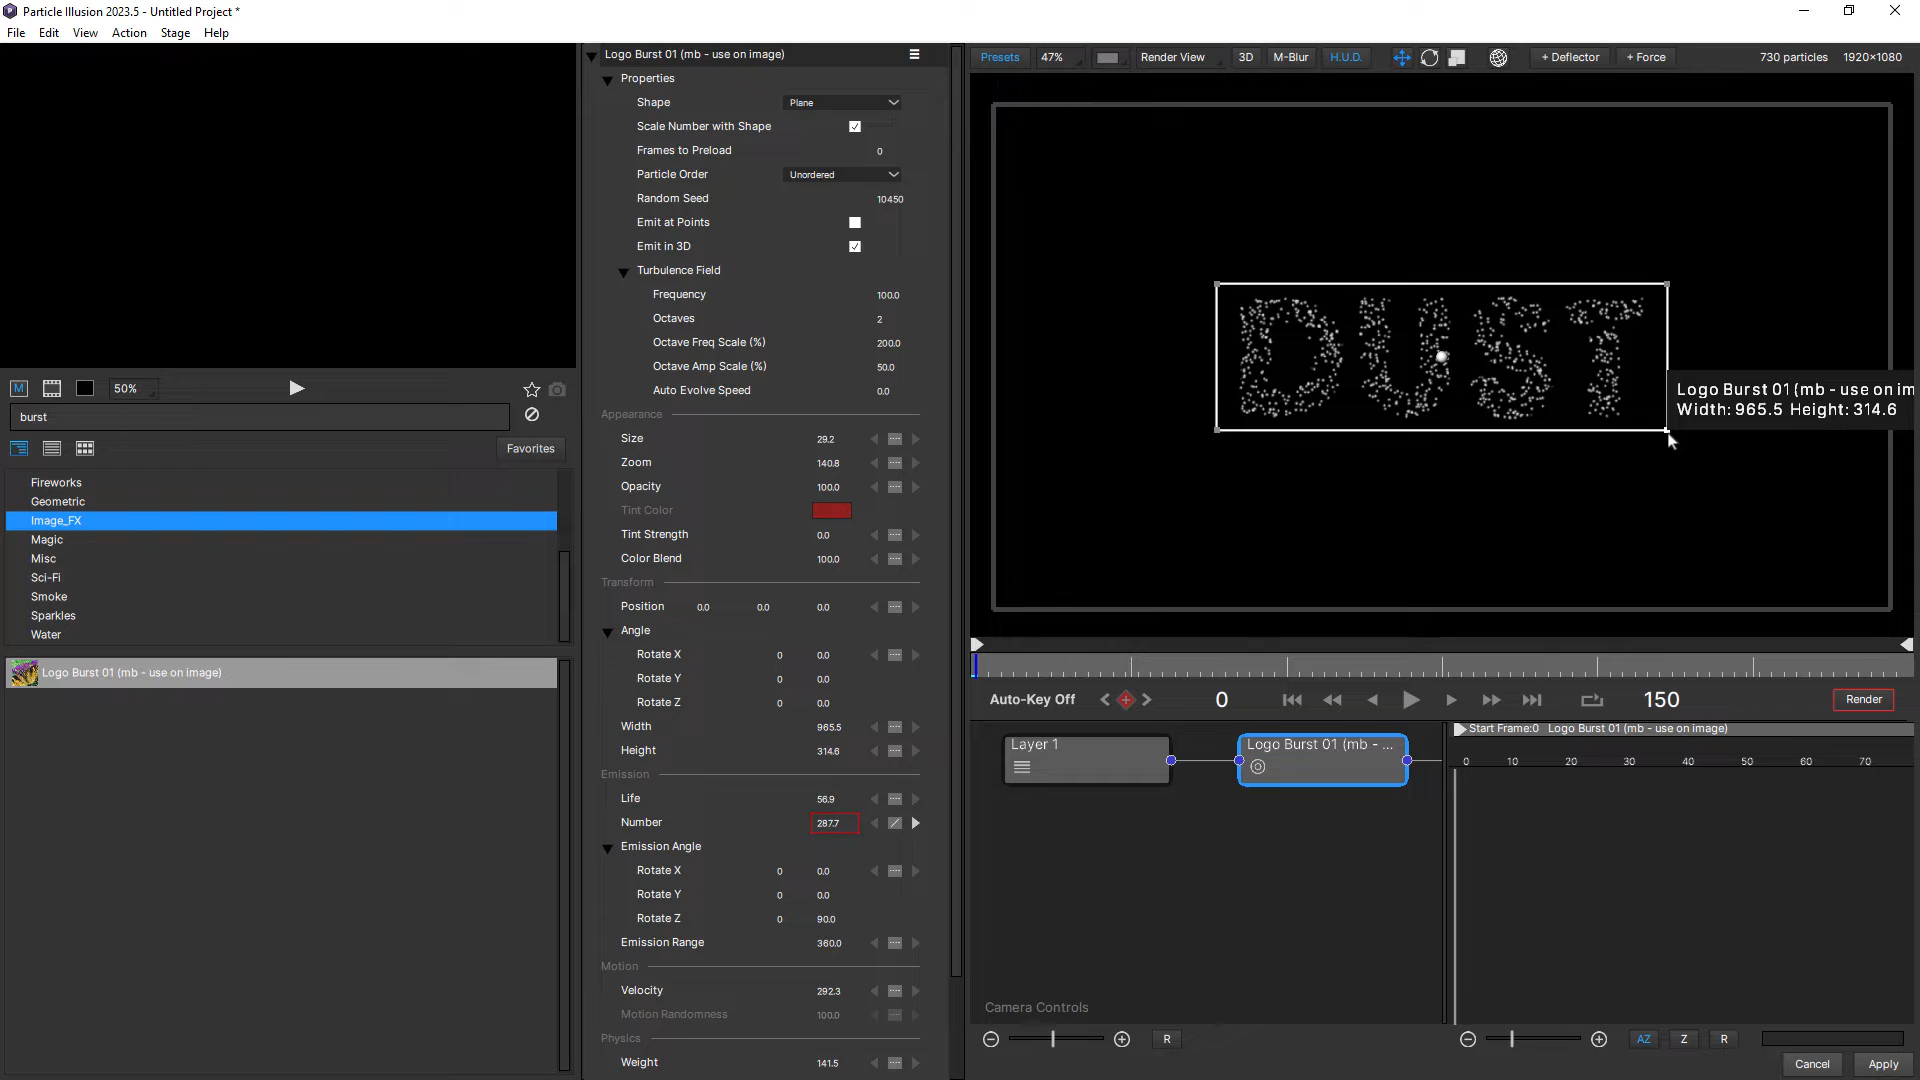 Particle Illusion 2023.5 - Untitled Project *
File Edit View Action Stage Help
M 50%
burst
Favorites
Fireworks
Geometric
Image_FX
Magic
Misc
Sci-Fi
Smoke
Sparkles
Water
Logo Burst 01 (mb - use on image)
Logo Burst 01 (mb - use on image)
Properties
Shape Plane
Scale Number with Shape
Frames to Preload 0
Particle Order Unordered
Random Seed 10450
Emit at Points
Emit in 3D
Turbulence Field
Frequency 100.0
Octaves 2
Octave Freq Scale (%) 200.0
Octave Amp Scale (%) 50.0
Auto Evolve Speed 0.0
Appearance
Size 29.2
Zoom 140.8
Opacity 100.0
Tint Color
Tint Strength 0.0
Color Blend 100.0
Transform
Position 0.0 0.0 0.0
Angle
Rotate X 0 0.0
Rotate Y 0 0.0
Rotate Z 0 0.0
Width 965.5
Height 314.6
Emission
Life 56.9
Number 287.7
Emission Angle
Rotate X 0 0.0
Rotate Y 0 0.0
Rotate Z 0 90.0
Emission Range 360.0
Motion
Velocity 292.3
Motion Randomness 100.0
Physics
Weight 141.5
Presets 47% Render View 3D M-Blur H.U.D. + Deflector + Force 730 particles 1920×1080
DUST
Logo Burst 01 (mb - use on im
Width: 965.5 Height: 314.6
Auto-Key Off 0 150 Render
Layer 1
Logo Burst 01 (mb - ...
Start Frame:0 Logo Burst 01 (mb - use on image)
0 10 20 30 40 50 60 70
Camera Controls
R
AZ Z R
Cancel Apply